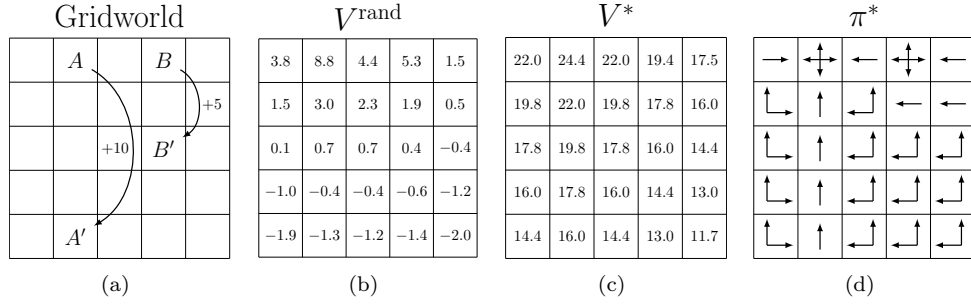 Gridworld V^rand V* π*
A B
+5
+10 B′
A′
3.8 8.8 4.4 5.3 1.5
1.5 3.0 2.3 1.9 0.5
0.1 0.7 0.7 0.4 −0.4
−1.0 −0.4 −0.4 −0.6 −1.2
−1.9 −1.3 −1.2 −1.4 −2.0
22.0 24.4 22.0 19.4 17.5
19.8 22.0 19.8 17.8 16.0
17.8 19.8 17.8 16.0 14.4
16.0 17.8 16.0 14.4 13.0
14.4 16.0 14.4 13.0 11.7
(a) (b) (c) (d)